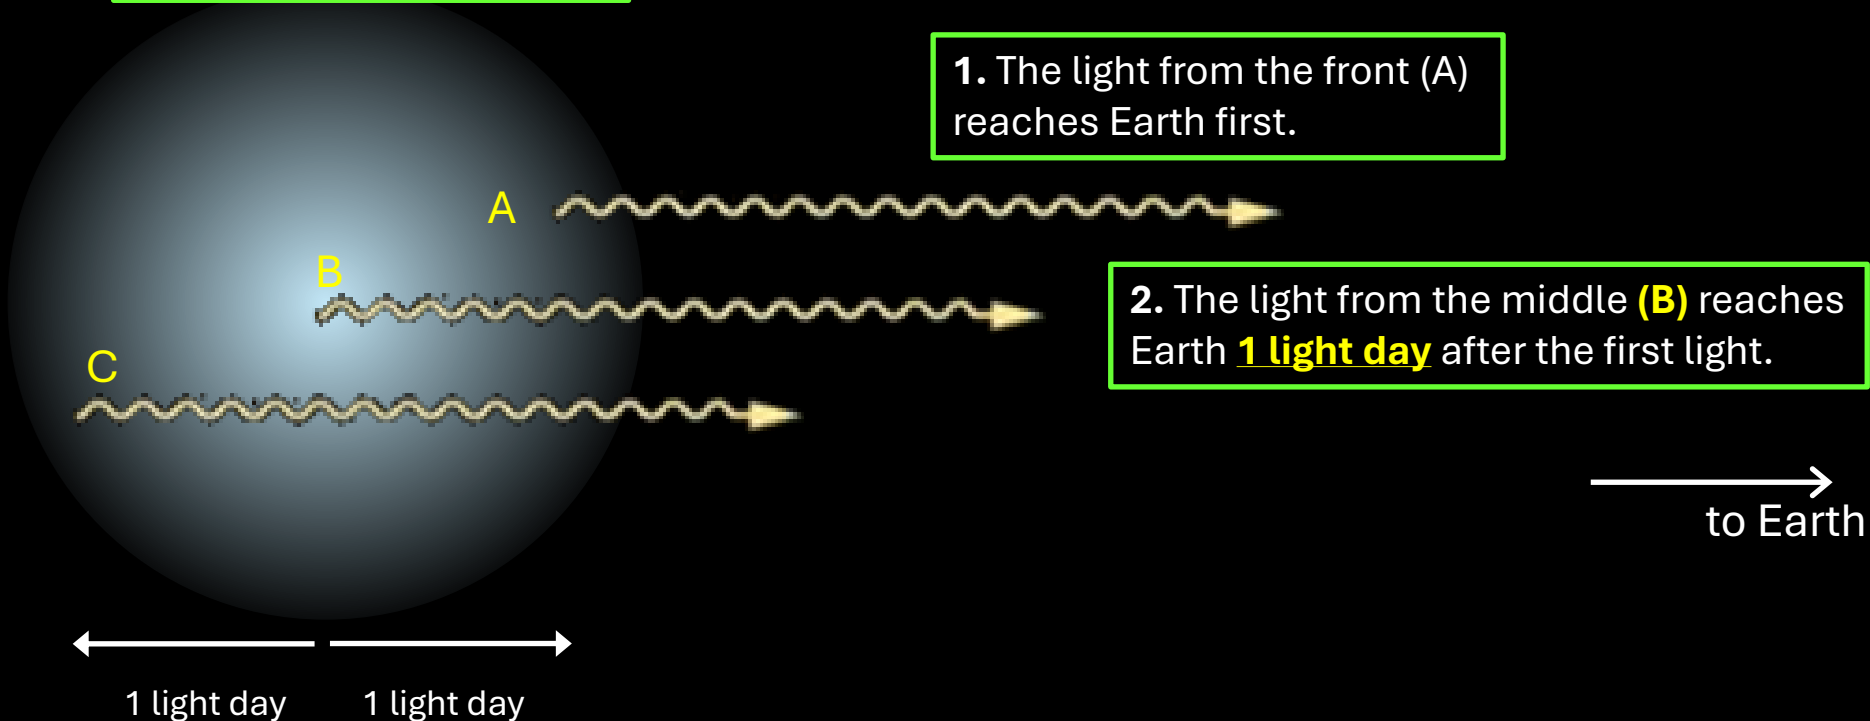 1. The light from the front (A)
reaches Earth first.
A
B
2. The light from the middle (B) reaches
Earth 1 light day after the first light.
C
to Earth
1 light day
1 light day